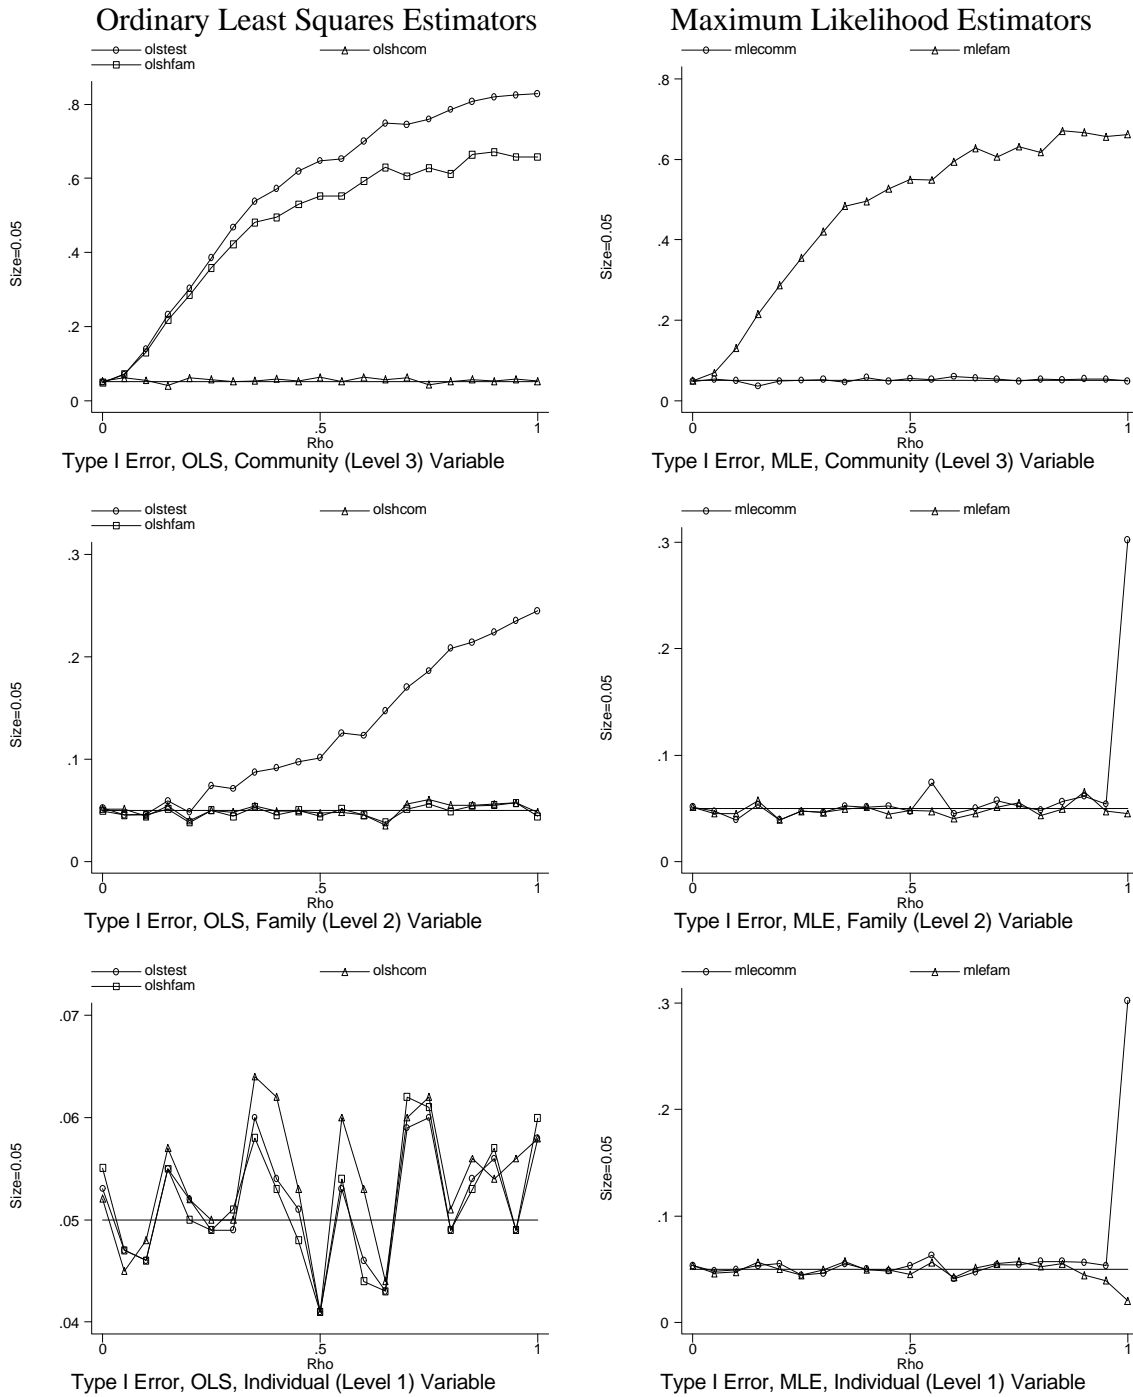 Ordinary Least Squares Estimators Maximum Likelihood Estimators
olstest olshcom
olshfam
.8
.6
.4
.2
0
Size=0.05
0 .5 1
Rho
Type I Error, OLS, Community (Level 3) Variable
mlecomm mlefam
.8
.6
.4
.2
0
Size=0.05
0 .5 1
Rho
Type I Error, MLE, Community (Level 3) Variable
olstest olshcom
olshfam
.3
.2
.1
0
Size=0.05
0 .5 1
Rho
Type I Error, OLS, Family (Level 2) Variable
mlecomm mlefam
.3
.2
.1
0
Size=0.05
0 .5 1
Rho
Type I Error, MLE, Family (Level 2) Variable
olstest olshcom
olshfam
.07
.06
.05
.04
Size=0.05
0 .5 1
Rho
Type I Error, OLS, Individual (Level 1) Variable
mlecomm mlefam
.3
.2
.1
0
Size=0.05
0 .5 1
Rho
Type I Error, MLE, Individual (Level 1) Variable